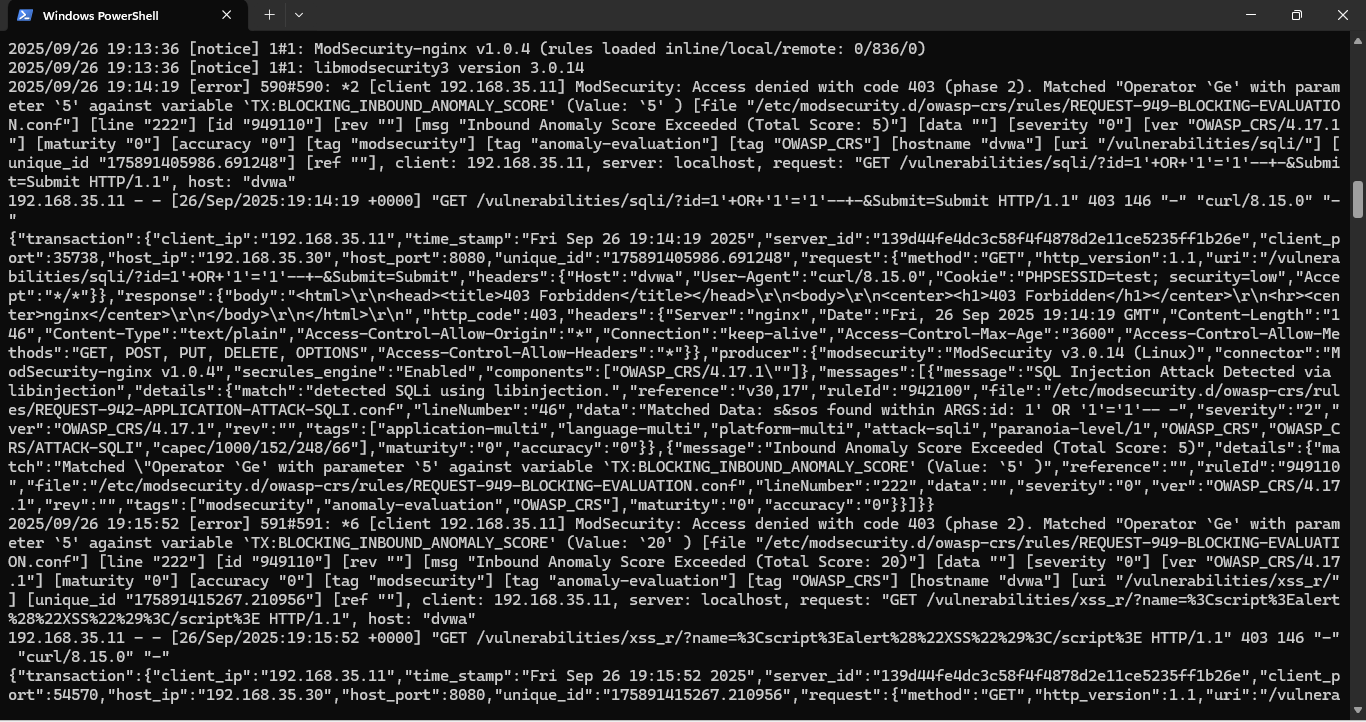 Windows PowerShell
2025/09/26 19:13:36 [notice] 1#1: ModSecurity-nginx v1.0.4 (rules loaded inline/local/remote: 0/836/0)
2025/09/26 19:13:36 [notice] 1#1: libmodsecurity3 version 3.0.14
2025/09/26 19:14:19 [error] 590#590: *2 [client 192.168.35.11] ModSecurity: Access denied with code 403 (phase 2). Matched "Operator `Ge' with param
eter `5' against variable `TX:BLOCKING_INBOUND_ANOMALY_SCORE' (Value: `5' ) [file "/etc/modsecurity.d/owasp-crs/rules/REQUEST-949-BLOCKING-EVALUATIO
N.conf"] [line "222"] [id "949110"] [rev ""] [msg "Inbound Anomaly Score Exceeded (Total Score: 5)"] [data ""] [severity "0"] [ver "OWASP_CRS/4.17.1
"] [maturity "0"] [accuracy "0"] [tag "modsecurity"] [tag "anomaly-evaluation"] [tag "OWASP_CRS"] [hostname "dvwa"] [uri "/vulnerabilities/sqli/"] [
unique_id "175891405986.691248"] [ref ""], client: 192.168.35.11, server: localhost, request: "GET /vulnerabilities/sqli/?id=1'+OR+'1'='1'--+-&Submi
t=Submit HTTP/1.1", host: "dvwa"
192.168.35.11 - - [26/Sep/2025:19:14:19 +0000] "GET /vulnerabilities/sqli/?id=1'+OR+'1'='1'--+-&Submit=Submit HTTP/1.1" 403 146 "-" "curl/8.15.0" "-
"
{"transaction":{"client_ip":"192.168.35.11","time_stamp":"Fri Sep 26 19:14:19 2025","server_id":"139d44fe4dc3c58f4f4878d2e11ce5235ff1b26e","client_p
ort":35738,"host_ip":"192.168.35.30","host_port":8080,"unique_id":"175891405986.691248","request":{"method":"GET","http_version":1.1,"uri":"/vulnera
bilities/sqli/?id=1'+OR+'1'='1'--+-&Submit=Submit","headers":{"Host":"dvwa","User-Agent":"curl/8.15.0","Cookie":"PHPSESSID=test; security=low","Acce
pt":"*/*"}},"response":{"body":"<html>\r\n<head><title>403 Forbidden</title></head>\r\n<body>\r\n<center><h1>403 Forbidden</h1></center>\r\n<hr><cen
ter>nginx</center>\r\n</body>\r\n</html>\r\n","http_code":403,"headers":{"Server":"nginx","Date":"Fri, 26 Sep 2025 19:14:19 GMT","Content-Length":"1
46","Content-Type":"text/plain","Access-Control-Allow-Origin":"*","Connection":"keep-alive","Access-Control-Max-Age":"3600","Access-Control-Allow-Me
thods":"GET, POST, PUT, DELETE, OPTIONS","Access-Control-Allow-Headers":"*"}},"producer":{"modsecurity":"ModSecurity v3.0.14 (Linux)","connector":"M
odSecurity-nginx v1.0.4","secrules_engine":"Enabled","components":["OWASP_CRS/4.17.1\""]},"messages":[{"message":"SQL Injection Attack Detected via
libinjection","details":{"match":"detected SQLi using libinjection.","reference":"v30,17","ruleId":"942100","file":"/etc/modsecurity.d/owasp-crs/rul
es/REQUEST-942-APPLICATION-ATTACK-SQLI.conf","lineNumber":"46","data":"Matched Data: s&sos found within ARGS:id: 1' OR '1'='1'-- -","severity":"2","
ver":"OWASP_CRS/4.17.1","rev":"","tags":["application-multi","language-multi","platform-multi","attack-sqli","paranoia-level/1","OWASP_CRS","OWASP_C
RS/ATTACK-SQLI","capec/1000/152/248/66"],"maturity":"0","accuracy":"0"}},{"message":"Inbound Anomaly Score Exceeded (Total Score: 5)","details":{"ma
tch":"Matched \"Operator `Ge' with parameter `5' against variable `TX:BLOCKING_INBOUND_ANOMALY_SCORE' (Value: `5' )","reference":"","ruleId":"949110
","file":"/etc/modsecurity.d/owasp-crs/rules/REQUEST-949-BLOCKING-EVALUATION.conf","lineNumber":"222","data":"","severity":"0","ver":"OWASP_CRS/4.17
.1","rev":"","tags":["modsecurity","anomaly-evaluation","OWASP_CRS"],"maturity":"0","accuracy":"0"}}]}}
2025/09/26 19:15:52 [error] 591#591: *6 [client 192.168.35.11] ModSecurity: Access denied with code 403 (phase 2). Matched "Operator `Ge' with param
eter `5' against variable `TX:BLOCKING_INBOUND_ANOMALY_SCORE' (Value: `20' ) [file "/etc/modsecurity.d/owasp-crs/rules/REQUEST-949-BLOCKING-EVALUATI
ON.conf"] [line "222"] [id "949110"] [rev ""] [msg "Inbound Anomaly Score Exceeded (Total Score: 20)"] [data ""] [severity "0"] [ver "OWASP_CRS/4.17
.1"] [maturity "0"] [accuracy "0"] [tag "modsecurity"] [tag "anomaly-evaluation"] [tag "OWASP_CRS"] [hostname "dvwa"] [uri "/vulnerabilities/xss_r/"
] [unique_id "175891415267.210956"] [ref ""], client: 192.168.35.11, server: localhost, request: "GET /vulnerabilities/xss_r/?name=%3Cscript%3Ealert
%28%22XSS%22%29%3C/script%3E HTTP/1.1", host: "dvwa"
192.168.35.11 - - [26/Sep/2025:19:15:52 +0000] "GET /vulnerabilities/xss_r/?name=%3Cscript%3Ealert%28%22XSS%22%29%3C/script%3E HTTP/1.1" 403 146 "-"
"curl/8.15.0" "-"
{"transaction":{"client_ip":"192.168.35.11","time_stamp":"Fri Sep 26 19:15:52 2025","server_id":"139d44fe4dc3c58f4f4878d2e11ce5235ff1b26e","client_p
ort":54570,"host_ip":"192.168.35.30","host_port":8080,"unique_id":"175891415267.210956","request":{"method":"GET","http_version":1.1,"uri":"/vulnera